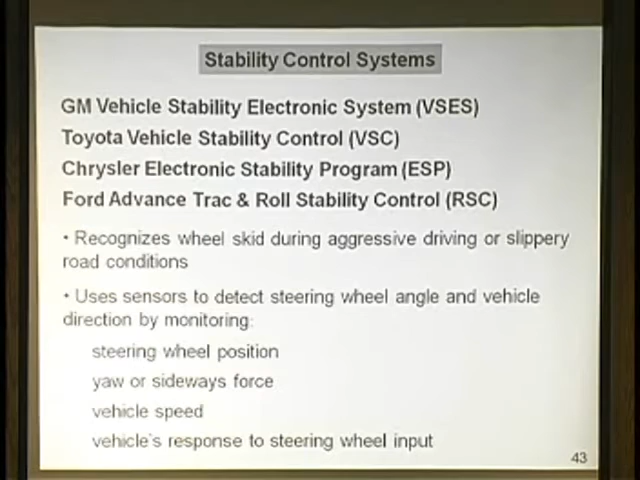 Stability Control Systems
GM Vehicle Stability Electronic System (VSES)
Toyota Vehicle Stability Control (VSC)
Chrysler Electronic Stability Program (ESP)
Ford Advance Trac & Roll Stability Control (RSC)
• Recognizes wheel skid during aggressive driving or slippery
road conditions
• Uses sensors to detect steering wheel angle and vehicle
direction by monitoring:
steering wheel position
yaw or sideways force
vehicle speed
vehicle's response to steering wheel input
43